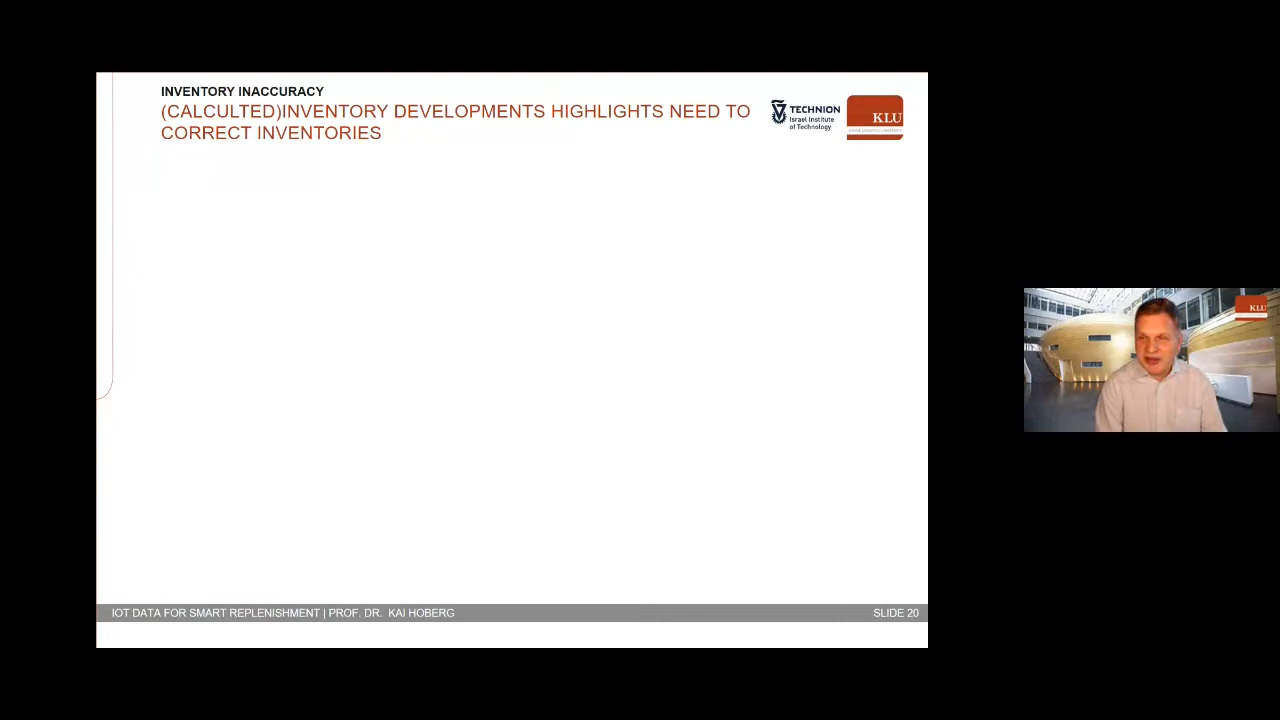 INVENTORY INACCURACY
(CALCULTED)INVENTORY DEVELOPMENTS HIGHLIGHTS NEED TO
CORRECT INVENTORIES
TECHNION
Israel Institute
of Technology
KLU
KLU
IOT DATA FOR SMART REPLENISHMENT | PROF. DR. KAI HOBERG
SLIDE 20